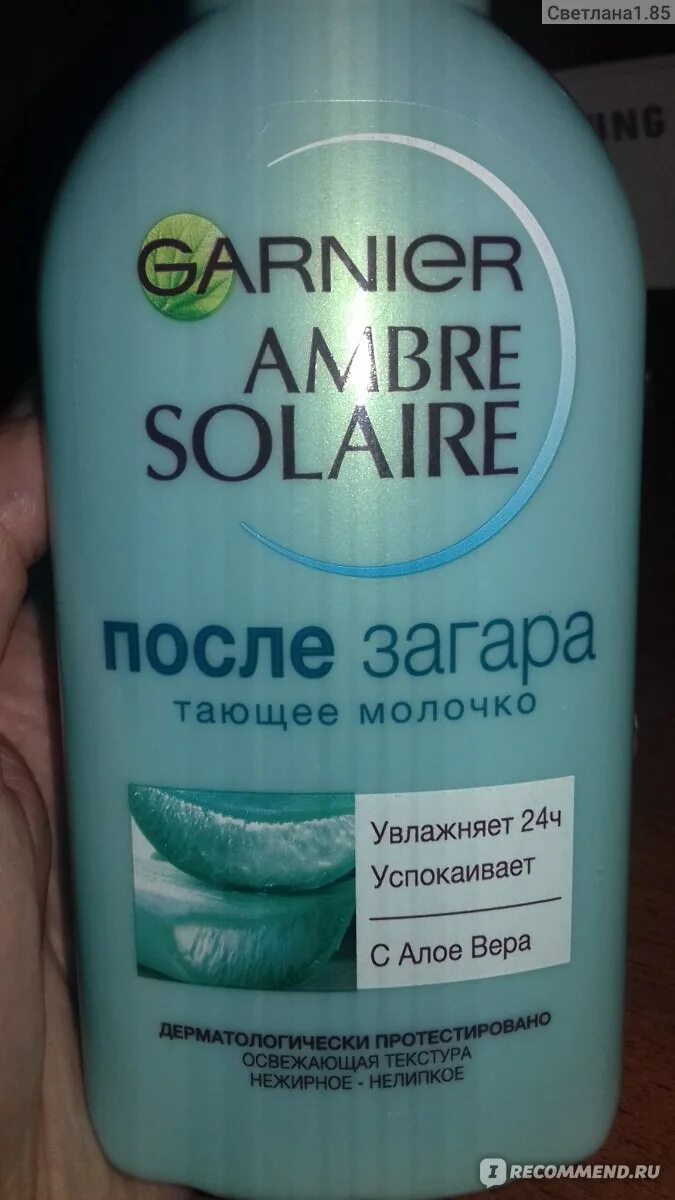 Светлана1.85
GARNIER
AMBRE
SOLAIRE
после загара
тающее молочко
Увлажняет 24ч
Успокаивает
С Алое Вера
ДЕРМАТОЛОГИЧЕСКИ ПРОТЕСТИРОВАНО
ОСВЕЖАЮЩАЯ ТЕКСТУРА
НЕЖИРНОЕ - НЕЛИПКОЕ
IRECOMMEND.RU